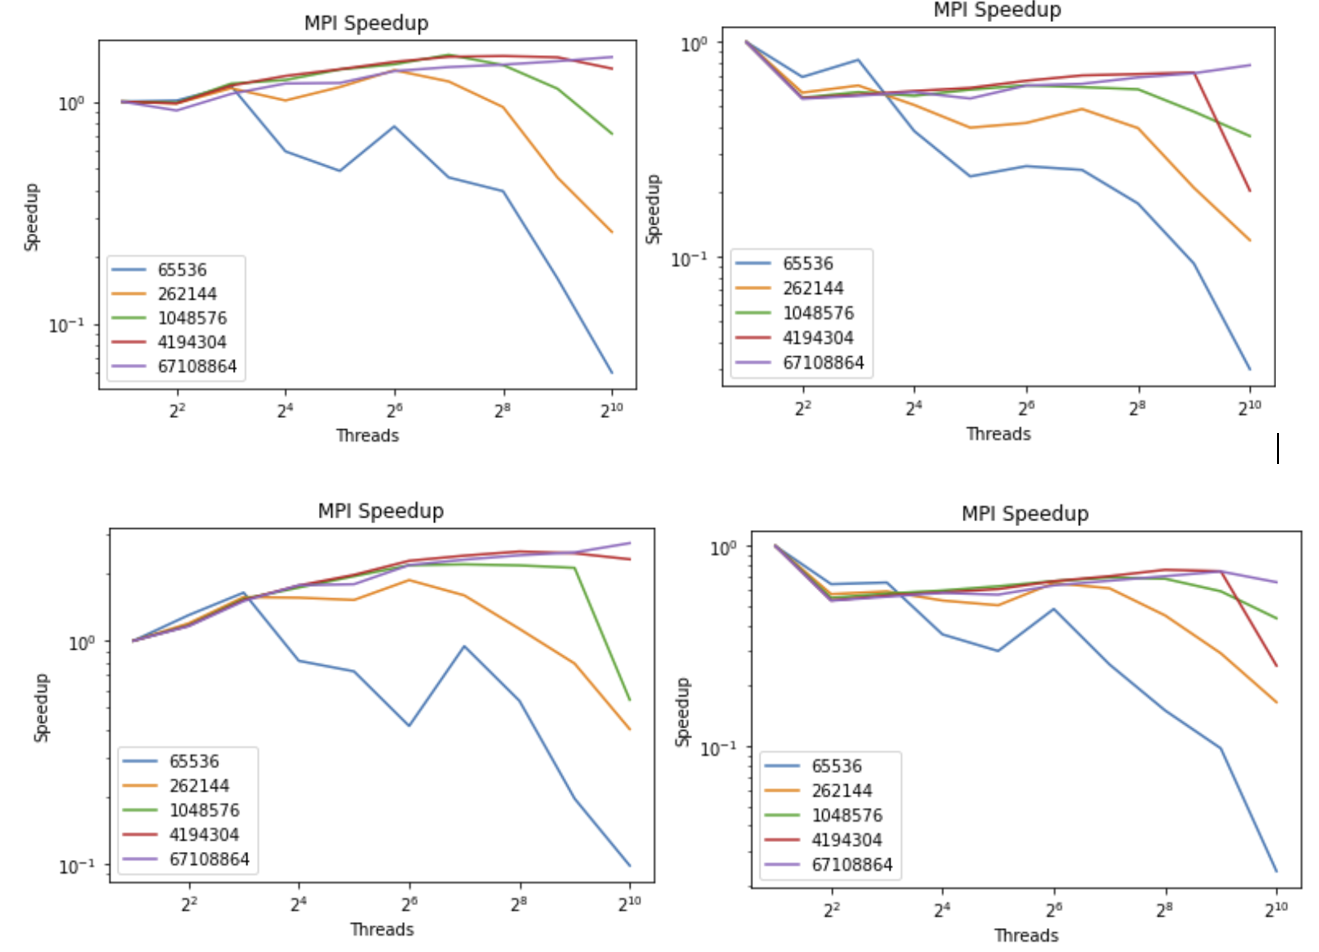 MPI Speedup
Speedup
10⁰
10⁻¹
65536
262144
1048576
4194304
67108864
2² 2⁴ 2⁶ 2⁸ 2¹⁰
Threads
MPI Speedup
Speedup
10⁰
10⁻¹
65536
262144
1048576
4194304
67108864
2² 2⁴ 2⁶ 2⁸ 2¹⁰
Threads
MPI Speedup
Speedup
10⁰
10⁻¹
65536
262144
1048576
4194304
67108864
2² 2⁴ 2⁶ 2⁸ 2¹⁰
Threads
MPI Speedup
Speedup
10⁰
10⁻¹
65536
262144
1048576
4194304
67108864
2² 2⁴ 2⁶ 2⁸ 2¹⁰
Threads